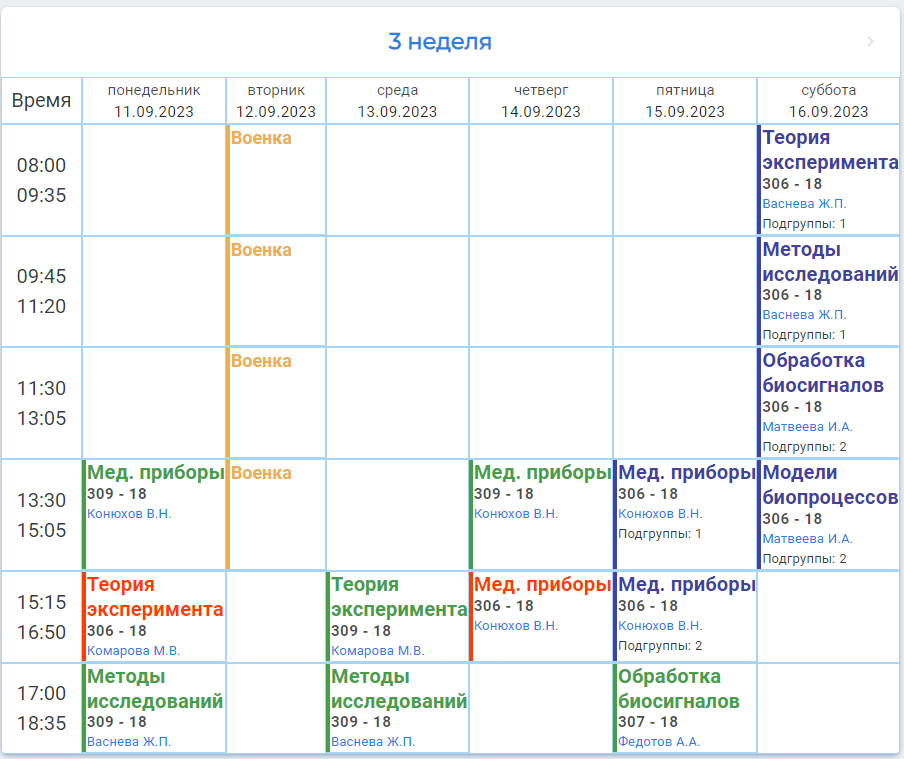 3 неделя
Время
понедельник
11.09.2023
вторник
12.09.2023
среда
13.09.2023
четверг
14.09.2023
пятница
15.09.2023
суббота
16.09.2023
08:00
09:35
Военка
Теория
эксперимента
306 - 18
Васнева Ж.П.
Подгруппы: 1
09:45
11:20
Военка
Методы
исследований
306 - 18
Васнева Ж.П.
Подгруппы: 1
11:30
13:05
Военка
Обработка
биосигналов
306 - 18
Матвеева И.А.
Подгруппы: 2
13:30
15:05
Мед. приборы
309 - 18
Конюхов В.Н.
Военка
Мед. приборы
309 - 18
Конюхов В.Н.
Мед. приборы
306 - 18
Конюхов В.Н.
Подгруппы: 1
Модели
биопроцессов
306 - 18
Матвеева И.А.
Подгруппы: 2
15:15
16:50
Теория
эксперимента
306 - 18
Комарова М.В.
Теория
эксперимента
309 - 18
Комарова М.В.
Мед. приборы
306 - 18
Конюхов В.Н.
Мед. приборы
306 - 18
Конюхов В.Н.
Подгруппы: 2
17:00
18:35
Методы
исследований
309 - 18
Васнева Ж.П.
Методы
исследований
309 - 18
Васнева Ж.П.
Обработка
биосигналов
307 - 18
Федотов А.А.